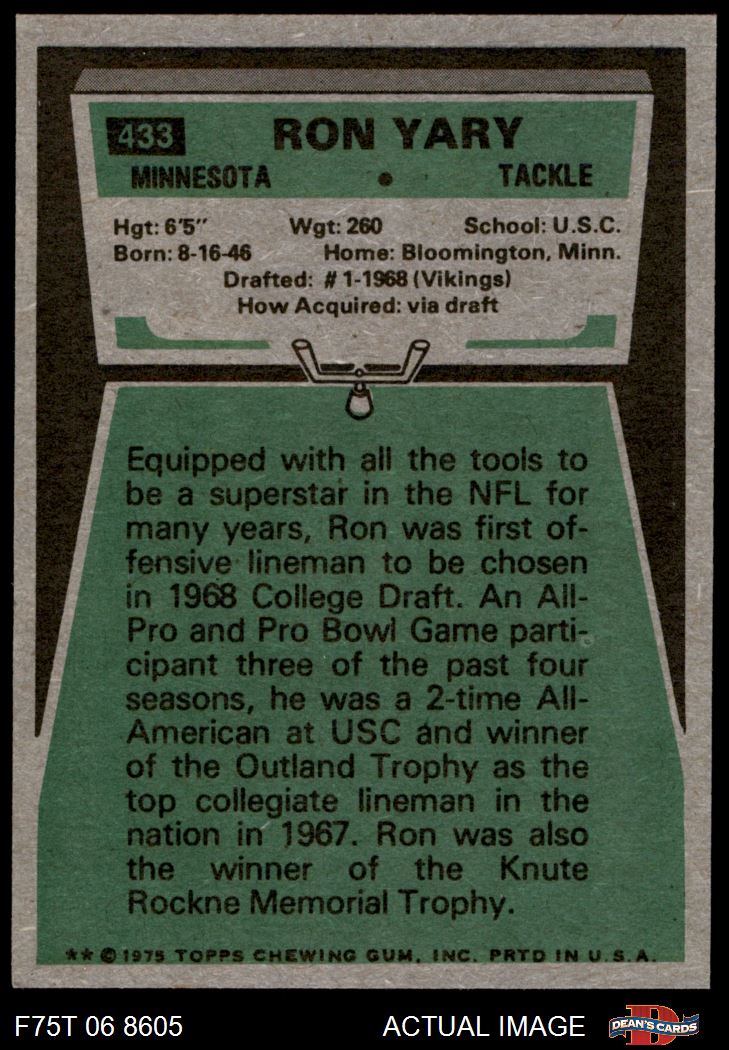 433 RON YARY
MINNESOTA • TACKLE
Hgt: 6'5" Wgt: 260 School: U.S.C.
Born: 8-16-46 Home: Bloomington, Minn.
Drafted: #1-1968 (Vikings)
How Acquired: via draft
Equipped with all the tools to
be a superstar in the NFL for
many years, Ron was first of-
fensive lineman to be chosen
in 1968 College Draft. An All-
Pro and Pro Bowl Game parti-
cipant three of the past four
seasons, he was a 2-time All-
American at USC and winner
of the Outland Trophy as the
top collegiate lineman in the
nation in 1967. Ron was also
the winner of the Knute
Rockne Memorial Trophy.
** © 1975 TOPPS CHEWING GUM, INC. PRTD IN U.S.A.
F75T 06 8605 ACTUAL IMAGE DEAN'S CARDS